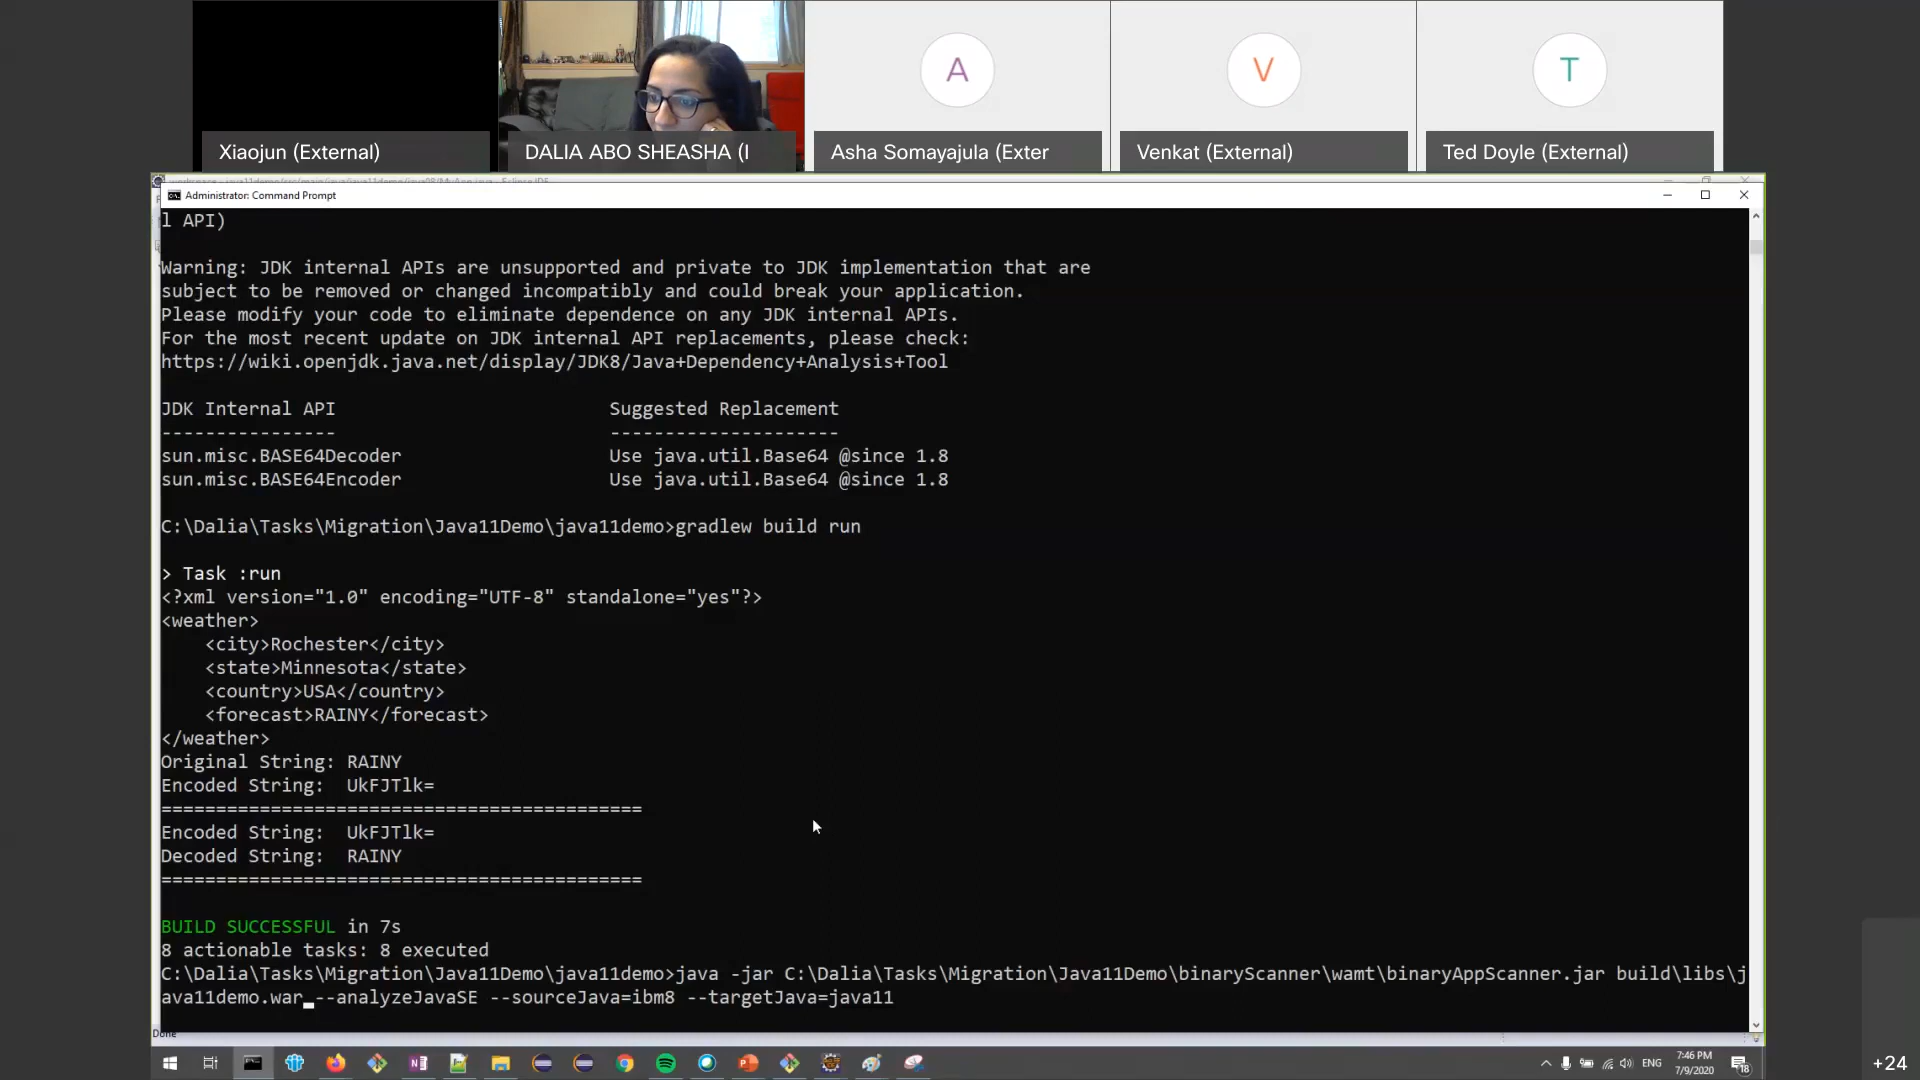 A
V
T
Xiaojun (External)
DALIA ABO SHEASHA (I
Asha Somayajula (Exter
Venkat (External)
Ted Doyle (External)
Administrator: Command Prompt
l API)
Warning: JDK internal APIs are unsupported and private to JDK implementation that are
subject to be removed or changed incompatibly and could break your application.
Please modify your code to eliminate dependence on any JDK internal APIs.
For the most recent update on JDK internal API replacements, please check:
https://wiki.openjdk.java.net/display/JDK8/Java+Dependency+Analysis+Tool
JDK Internal API Suggested Replacement
---------------- ---------------------
sun.misc.BASE64Decoder Use java.util.Base64 @since 1.8
sun.misc.BASE64Encoder Use java.util.Base64 @since 1.8
C:\Dalia\Tasks\Migration\Java11Demo\java11demo>gradlew build run
> Task :run
<?xml version="1.0" encoding="UTF-8" standalone="yes"?>
<weather>
<city>Rochester</city>
<state>Minnesota</state>
<country>USA</country>
<forecast>RAINY</forecast>
</weather>
Original String: RAINY
Encoded String: UkFJTlk=
============================================
Encoded String: UkFJTlk=
Decoded String: RAINY
============================================
BUILD SUCCESSFUL in 7s
8 actionable tasks: 8 executed
C:\Dalia\Tasks\Migration\Java11Demo\java11demo>java -jar C:\Dalia\Tasks\Migration\Java11Demo\binaryScanner\wamt\binaryAppScanner.jar build\libs\j
ava11demo.war --analyzeJavaSE --sourceJava=ibm8 --targetJava=java11
Done
ENG
7:46 PM
7/9/2020
18
+24